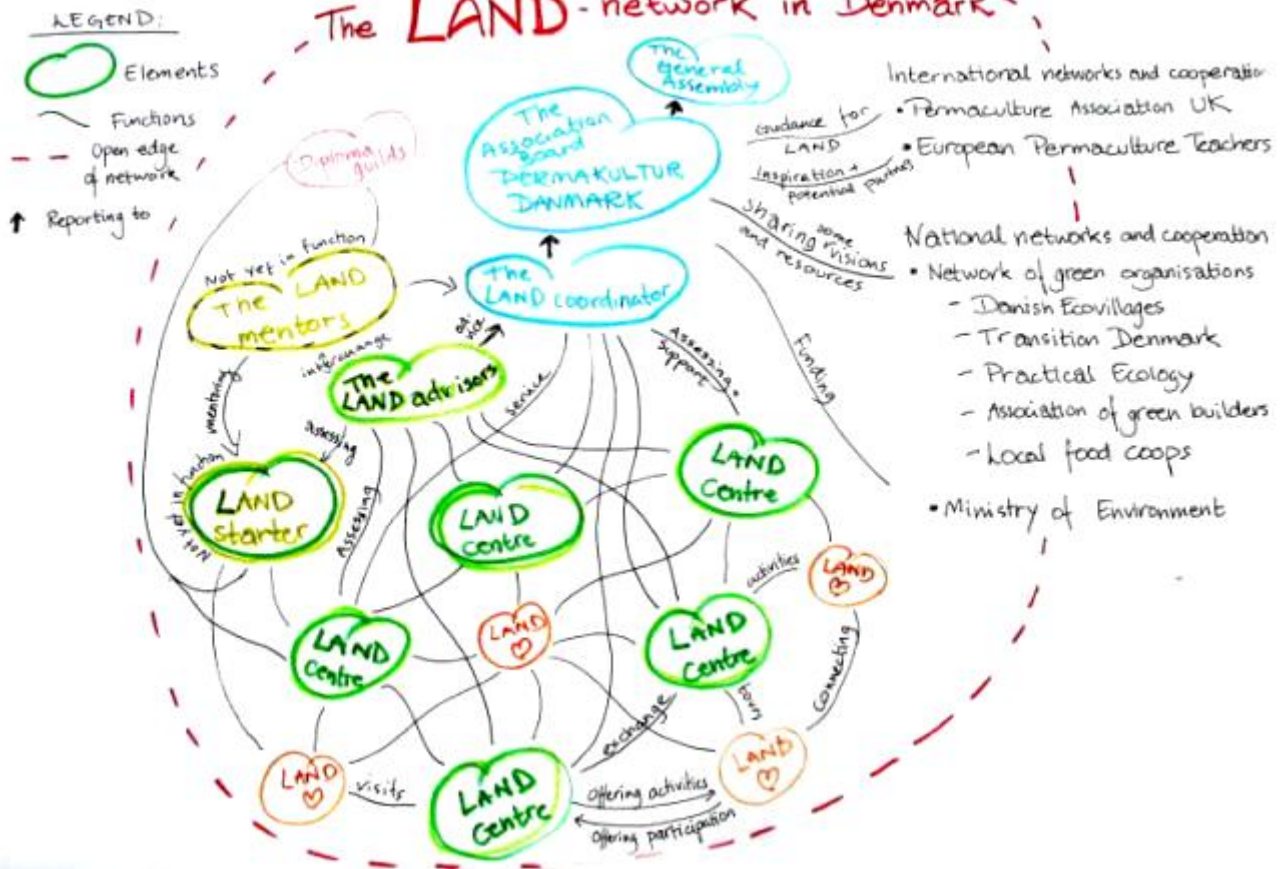 The LAND - network in Denmark
LEGEND:
Elements
Functions
Open edge
of network
Reporting to
The
General
Assembly
The
Association
Board
PERMAKULTUR
DANMARK
Diploma
guilds
Not yet in function
The LAND
mentors
The
LAND coordinator
interchange
The
LAND advisors
mentoring
assessing
Not yet in function
LAND
starter
Assessing
service
Assessing
Support
Funding
Guidance for
LAND
Inspiration +
potential partners
sharing some visions
and resources
International networks and cooperation
• Permaculture Association UK
• European Permaculture Teachers
National networks and cooperation
• Network of green organisations
- Danish Ecovillages
- Transition Denmark
- Practical Ecology
- Association of green builders
- Local food coops
• Ministry of Environment
LAND
Centre
LAND
centre
LAND
activities
LAND
centre
LAND
LAND
Centre
connecting
exchange
tours
LAND
LAND
visits
LAND
Centre
Offering activities
Offering participation